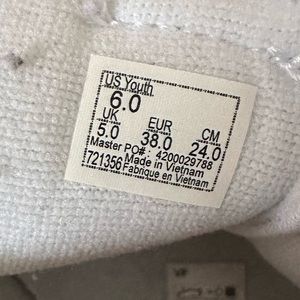 US Youth
6.0
UK EUR CM
5.0 38.0 24.0
Master PO#: 4200029788
721356 Made in Vietnam
Fabrique en Vietnam